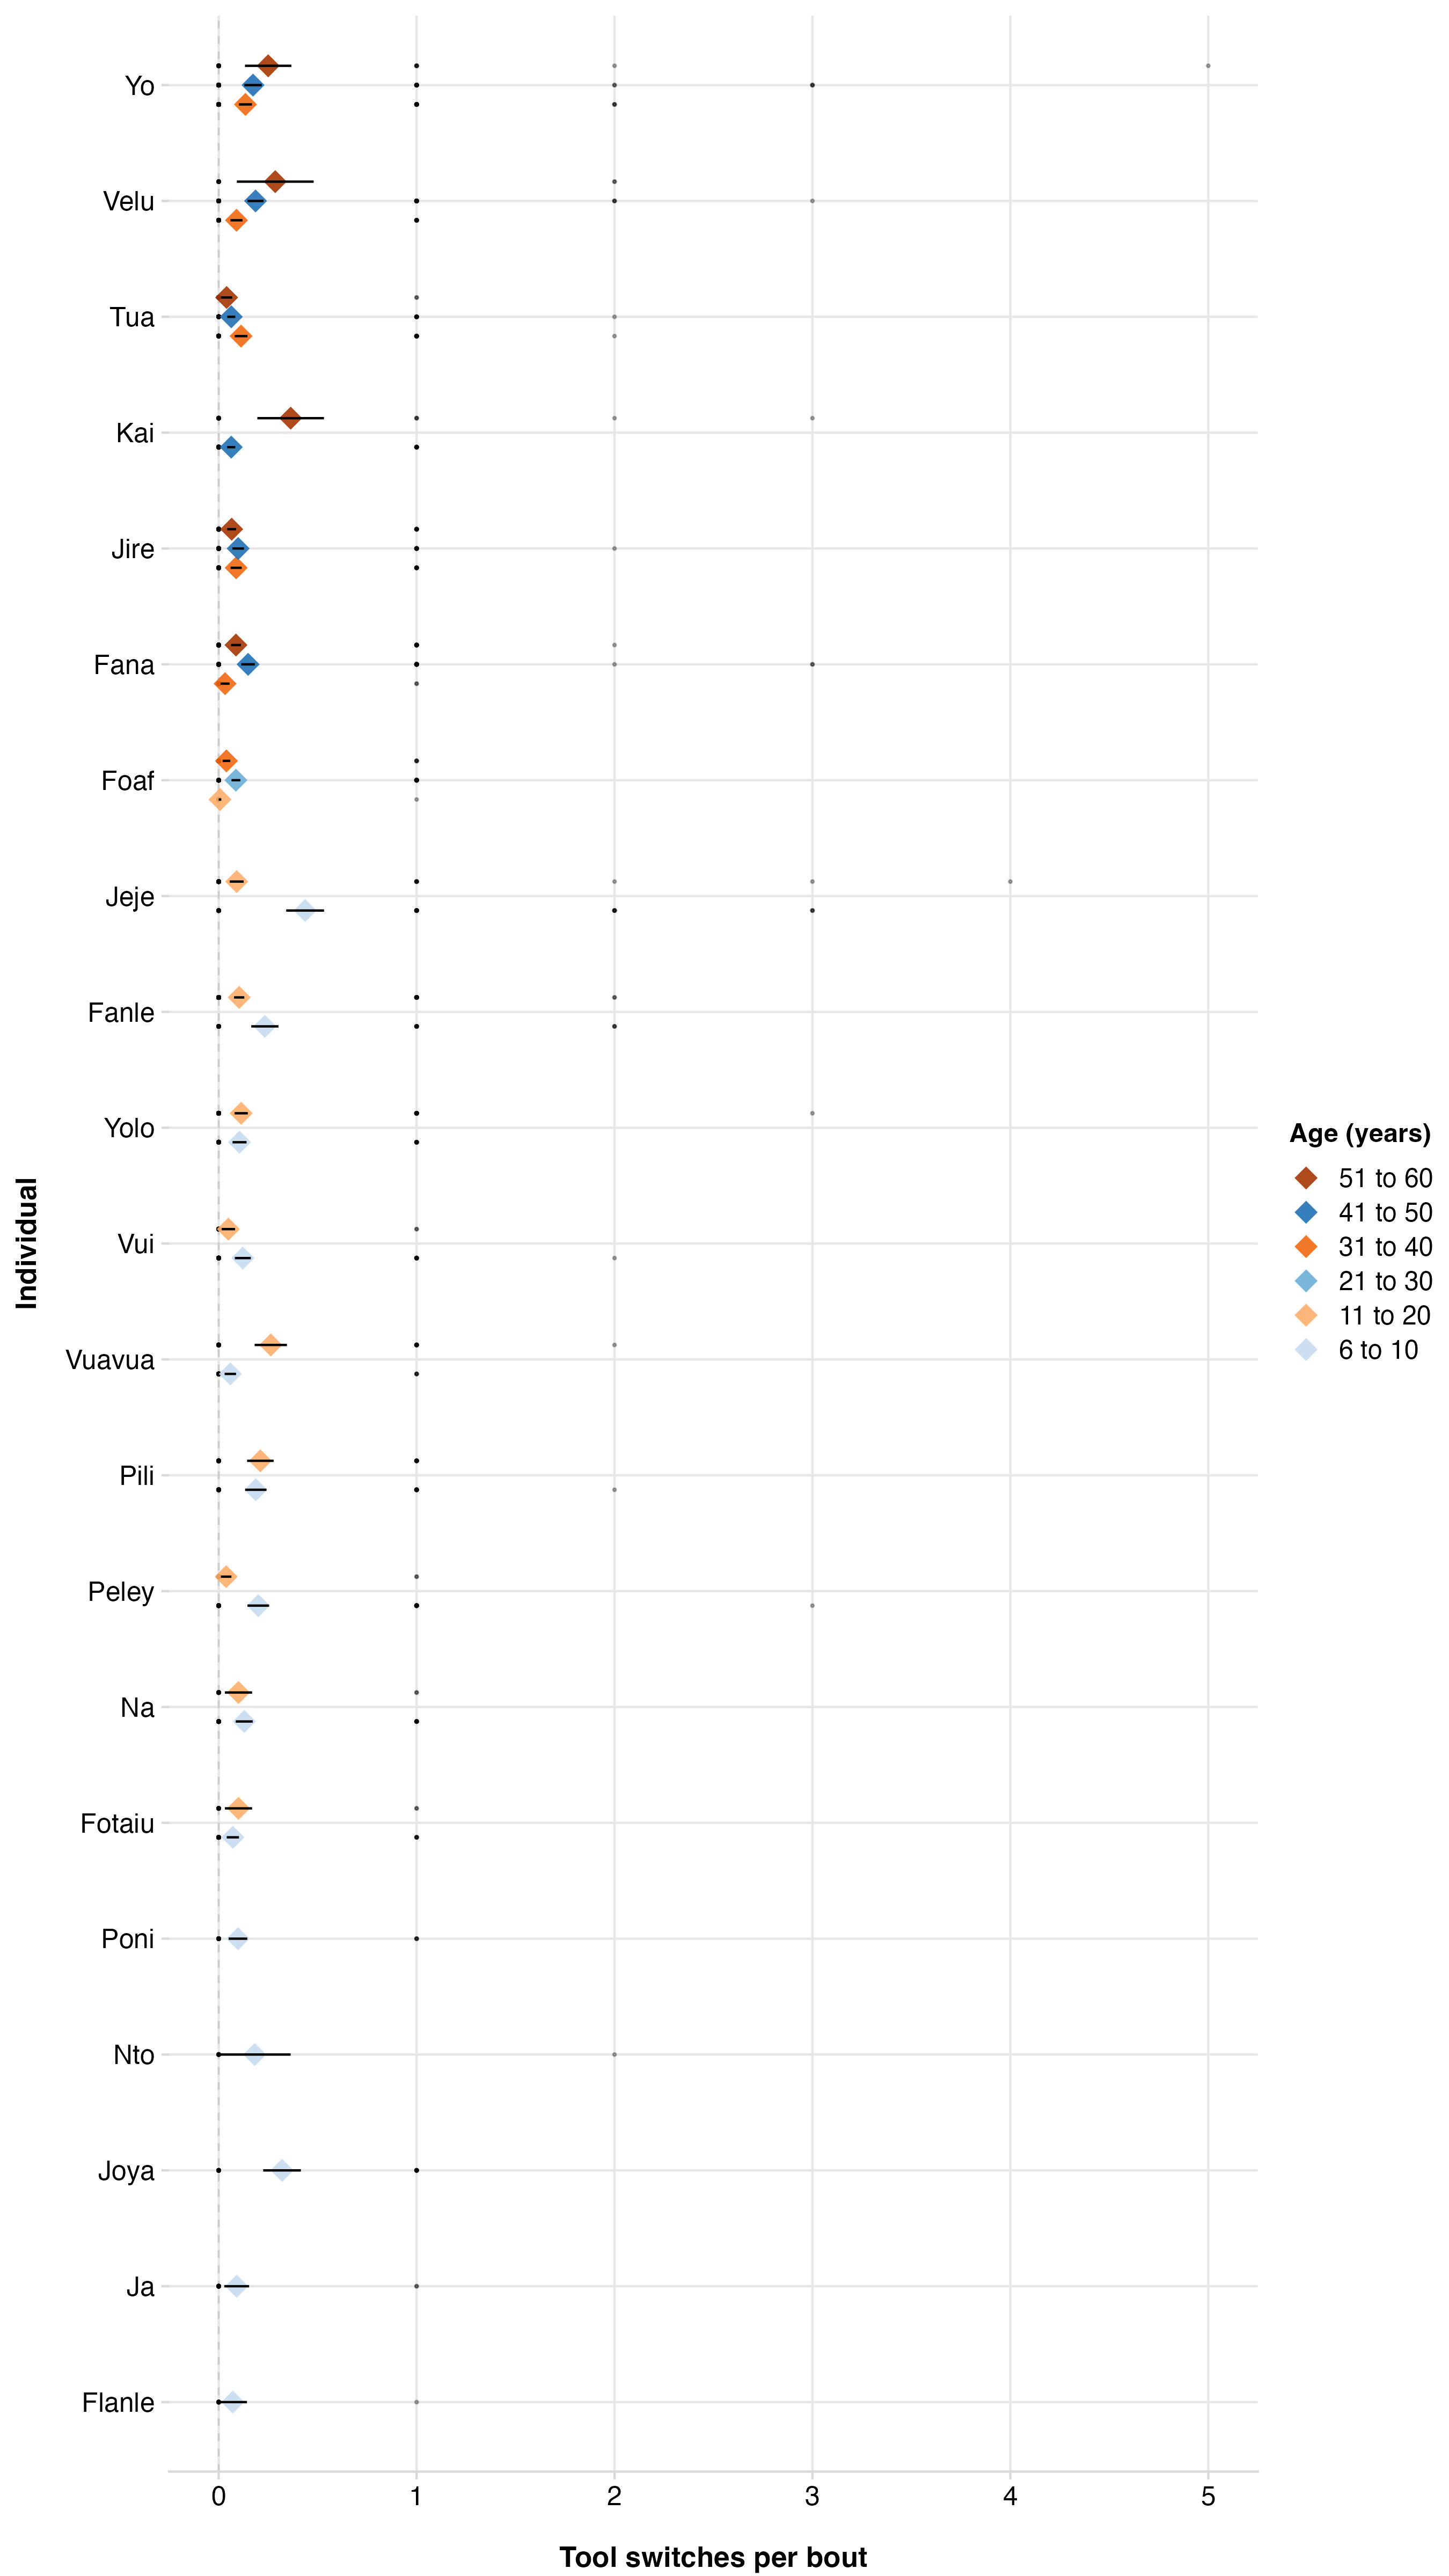 Yo
Velu
Tua
Kai
Jire
Fana
Foaf
Jeje
Fanle
Yolo
Vui
Vuavua
Pili
Peley
Na
Fotaiu
Poni
Nto
Joya
Ja
Flanle
Individual
0 1 2 3 4 5
Tool switches per bout
Age (years)
51 to 60
41 to 50
31 to 40
21 to 30
11 to 20
6 to 10